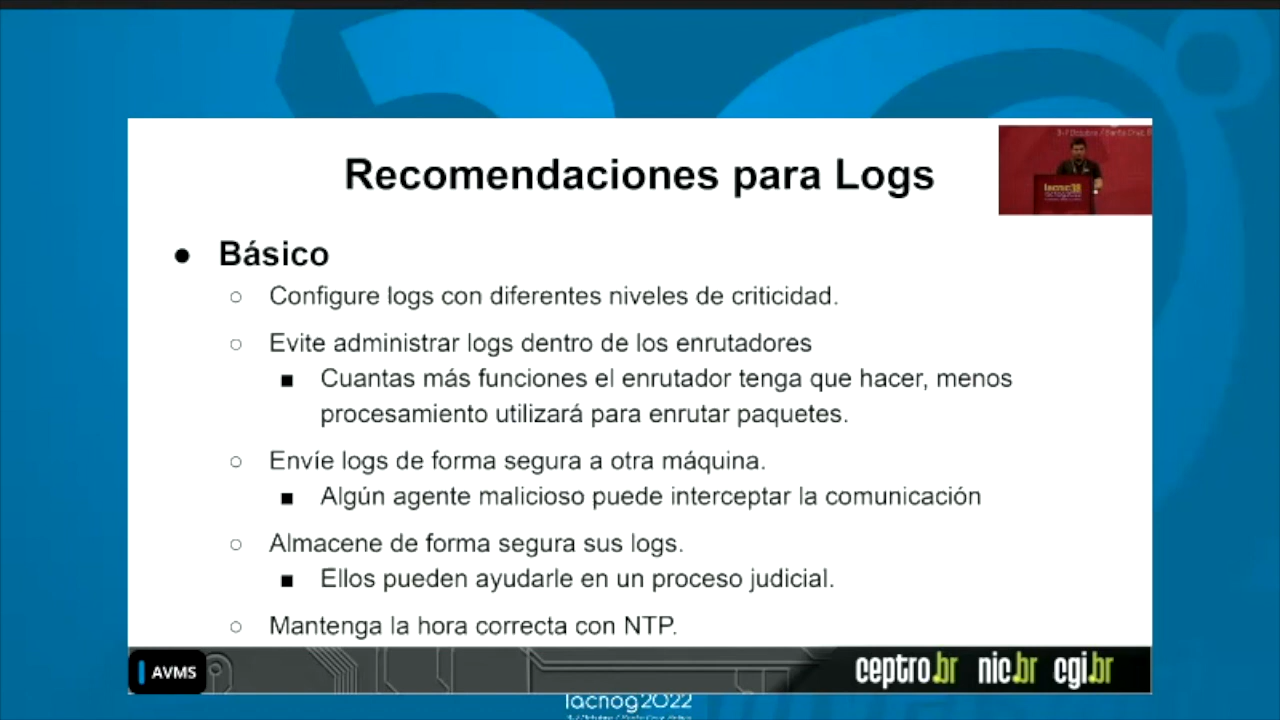 Recomendaciones para Logs
● Básico
○ Configure logs con diferentes niveles de criticidad.
○ Evite administrar logs dentro de los enrutadores
■ Cuantas más funciones el enrutador tenga que hacer, menos
procesamiento utilizará para enrutar paquetes.
○ Envíe logs de forma segura a otra máquina.
■ Algún agente malicioso puede interceptar la comunicación
○ Almacene de forma segura sus logs.
■ Ellos pueden ayudarle en un proceso judicial.
○ Mantenga la hora correcta con NTP.
AVMS
ceptro.br nic.br cgi.br
lacnog2022